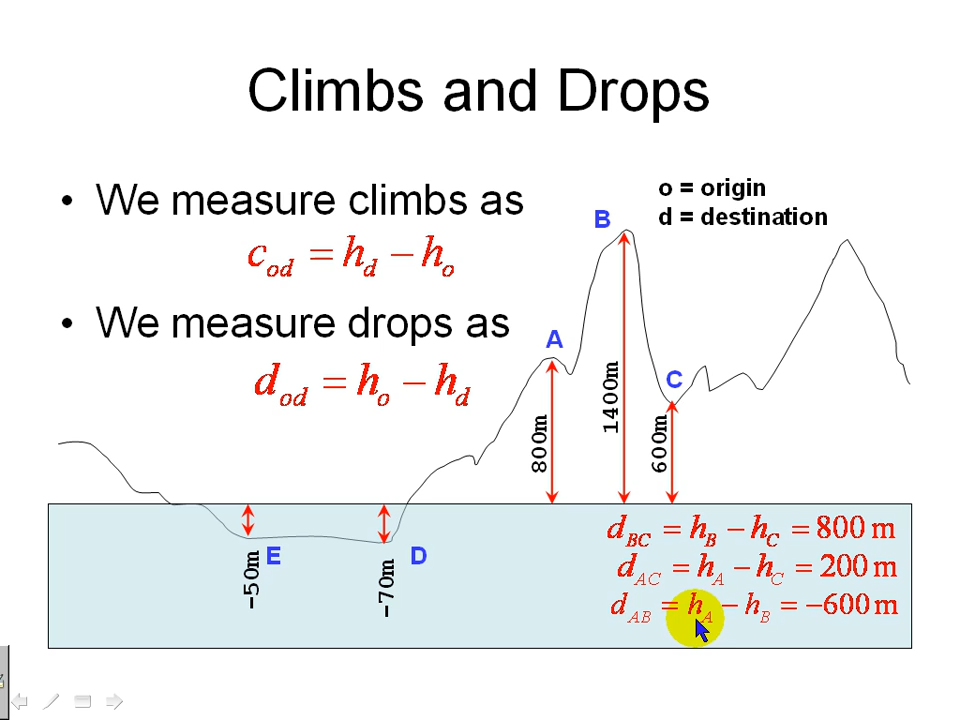 Climbs and Drops
• We measure climbs as
c_od = h_d − h_o
• We measure drops as
d_od = h_o − h_d
o = origin
d = destination
B
A
C
800m
1400m
600m
E
D
-50m
-70m
d_BC = h_B − h_C = 800 m
d_AC = h_A − h_C = 200 m
d_AB = h_A − h_B = −600 m